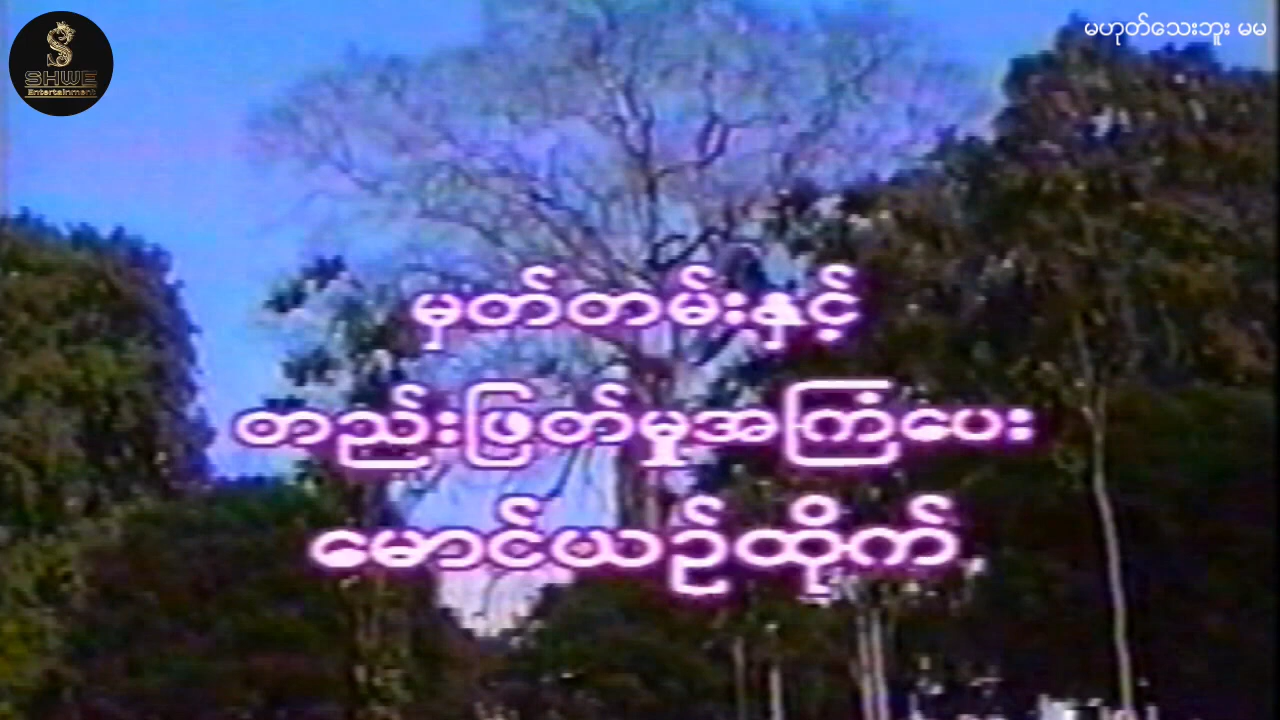 SHWE
Entertainment
မဟုတ်သေးဘူး မမ
မှတ်တမ်းနှင့်
တည်းဖြတ်မှုအကြံပေး
မောင်ယဉ်ထိုက်